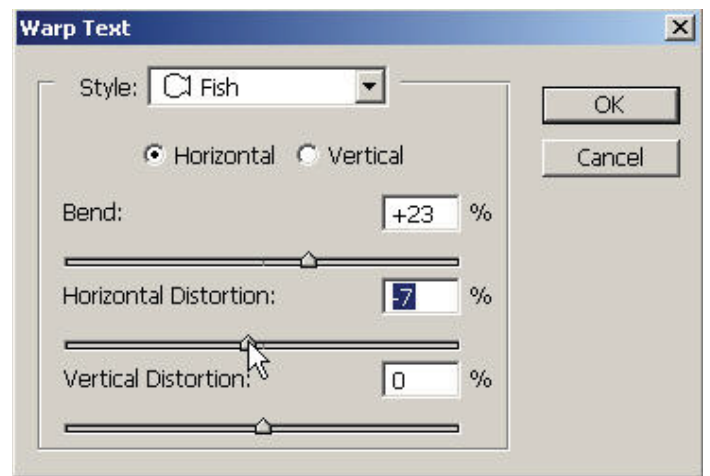 Warp Text
Style: Fish
OK
Horizontal Vertical
Cancel
Bend: +23 %
Horizontal Distortion: -7 %
Vertical Distortion: 0 %